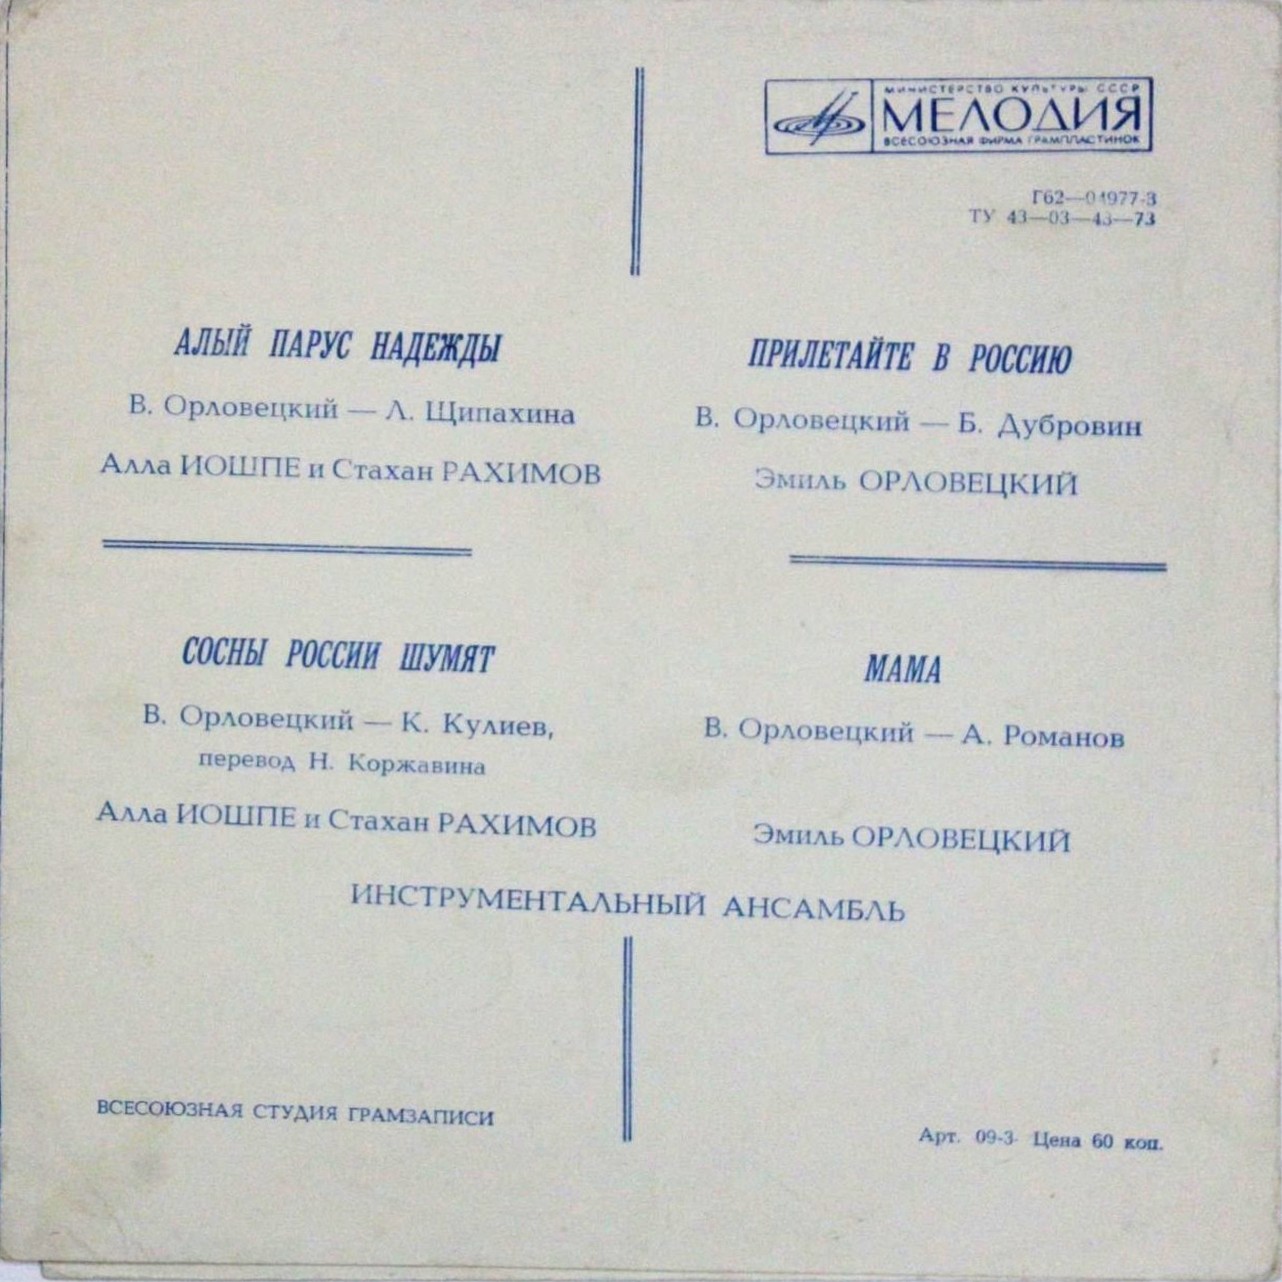 МИНИСТЕРСТВО КУЛЬТУРЫ СССР
МЕЛОДИЯ
ВСЕСОЮЗНАЯ ФИРМА ГРАМПЛАСТИНОК
Г62—04977-3
ТУ 43—03—43—73
АЛЫЙ ПАРУС НАДЕЖДЫ
В. Орловецкий — Л. Щипахина
Алла ИОШПЕ и Стахан РАХИМОВ
ПРИЛЕТАЙТЕ В РОССИЮ
В. Орловецкий — Б. Дубровин
Эмиль ОРЛОВЕЦКИЙ
СОСНЫ РОССИИ ШУМЯТ
В. Орловецкий — К. Кулиев,
перевод Н. Коржавина
Алла ИОШПЕ и Стахан РАХИМОВ
МАМА
В. Орловецкий — А. Романов
Эмиль ОРЛОВЕЦКИЙ
ИНСТРУМЕНТАЛЬНЫЙ АНСАМБЛЬ
ВСЕСОЮЗНАЯ СТУДИЯ ГРАМЗАПИСИ
Арт. 09-3 Цена 60 коп.